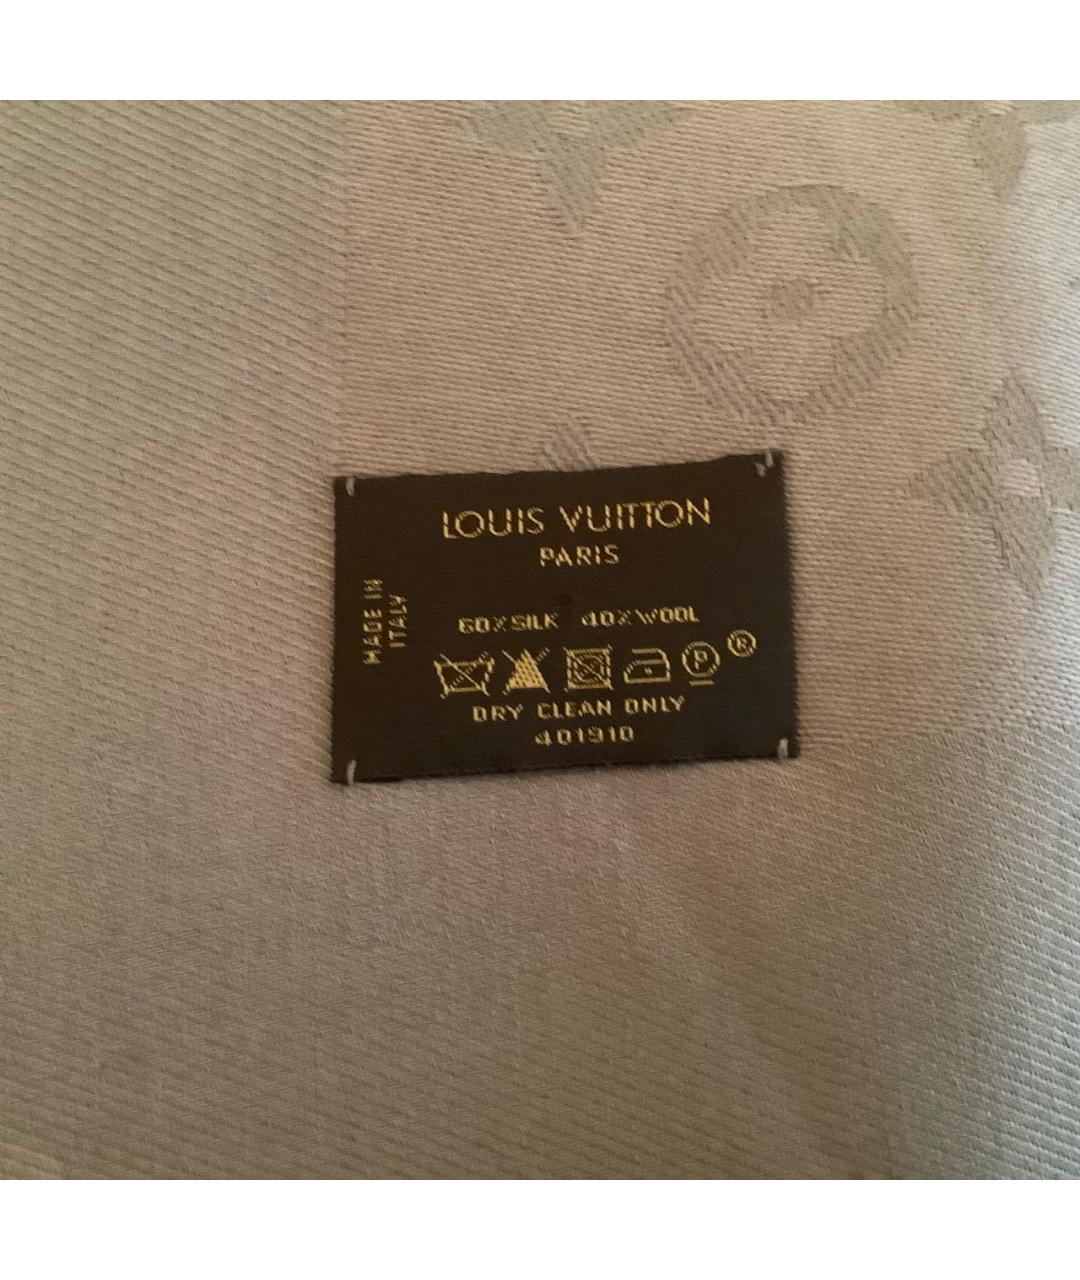 LOUIS VUITTON
PARIS
MADE IN
ITALY
60%SILK 40%WOOL
P
®
DRY CLEAN ONLY
401910